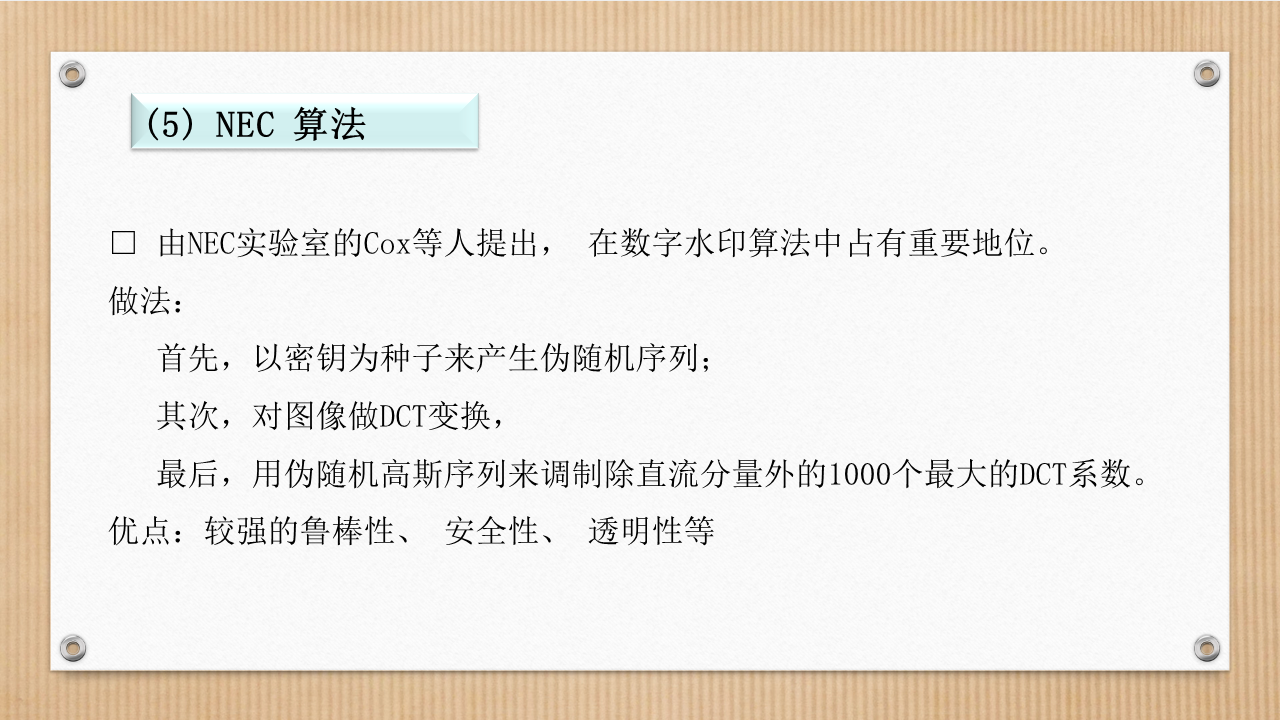 (5) NEC 算法
□ 由NEC实验室的Cox等人提出， 在数字水印算法中占有重要地位。
做法：
首先，以密钥为种子来产生伪随机序列；
其次，对图像做DCT变换，
最后，用伪随机高斯序列来调制除直流分量外的1000个最大的DCT系数。
优点：较强的鲁棒性、 安全性、 透明性等